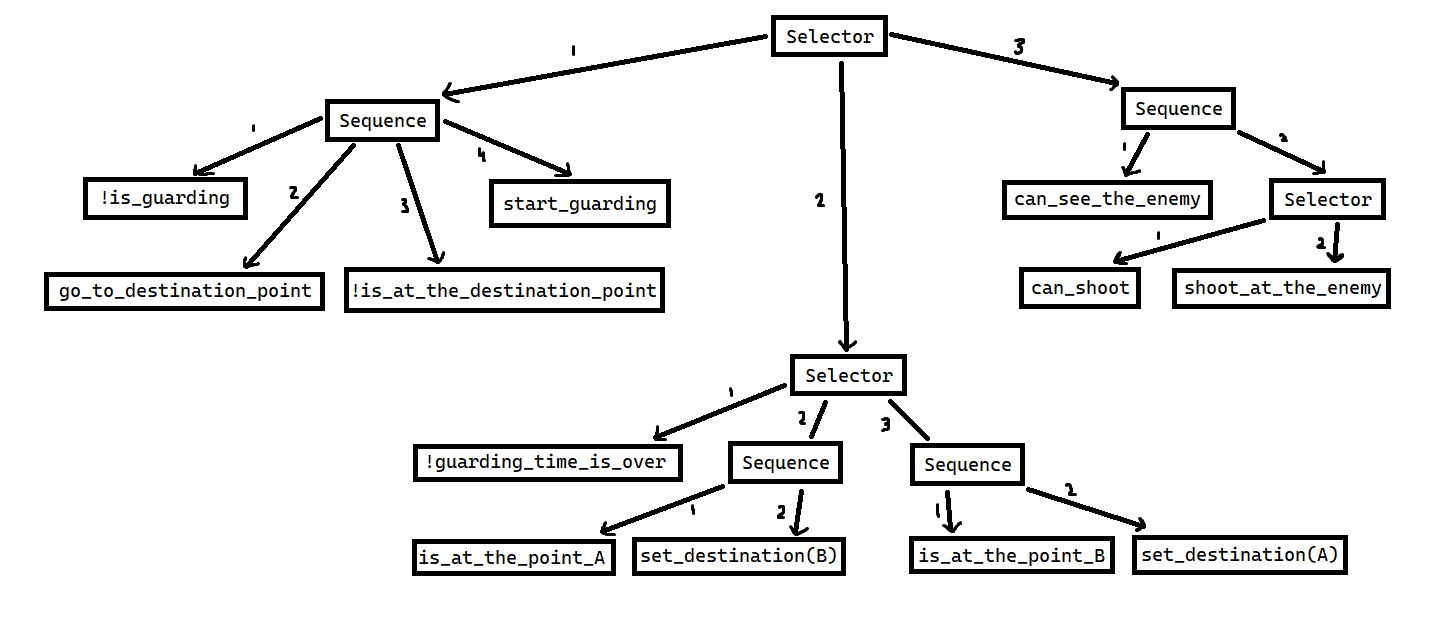 Selector
1
3
Sequence
Sequence
1
4
1
2
!is_guarding
2
3
start_guarding
2
can_see_the_enemy
Selector
1
2
go_to_destination_point
!is_at_the_destination_point
can_shoot
shoot_at_the_enemy
Selector
1
2
3
!guarding_time_is_over
Sequence
Sequence
1
2
1
2
is_at_the_point_A
set_destination(B)
is_at_the_point_B
set_destination(A)